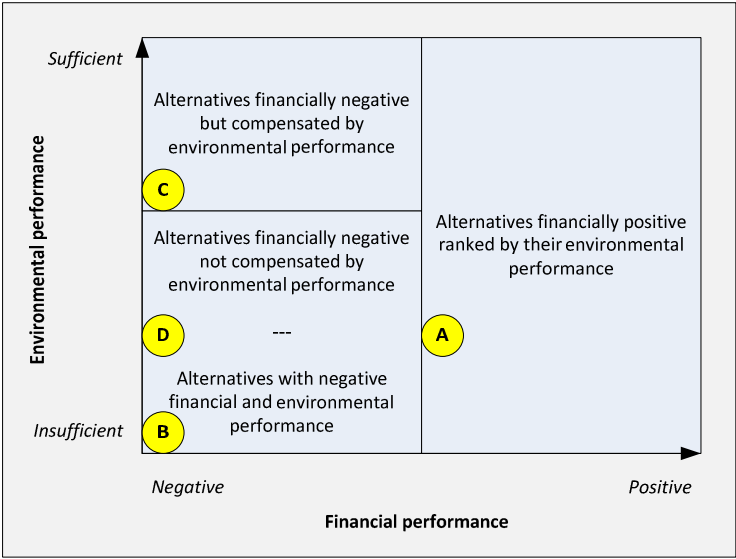 Sufficient
Environmental performance
Insufficient
Alternatives financially negative
but compensated by
environmental performance
C
Alternatives financially negative
not compensated by
environmental performance
D
---
Alternatives with negative
financial and environmental
performance
B
Alternatives financially positive
ranked by their environmental
performance
A
Negative
Positive
Financial performance